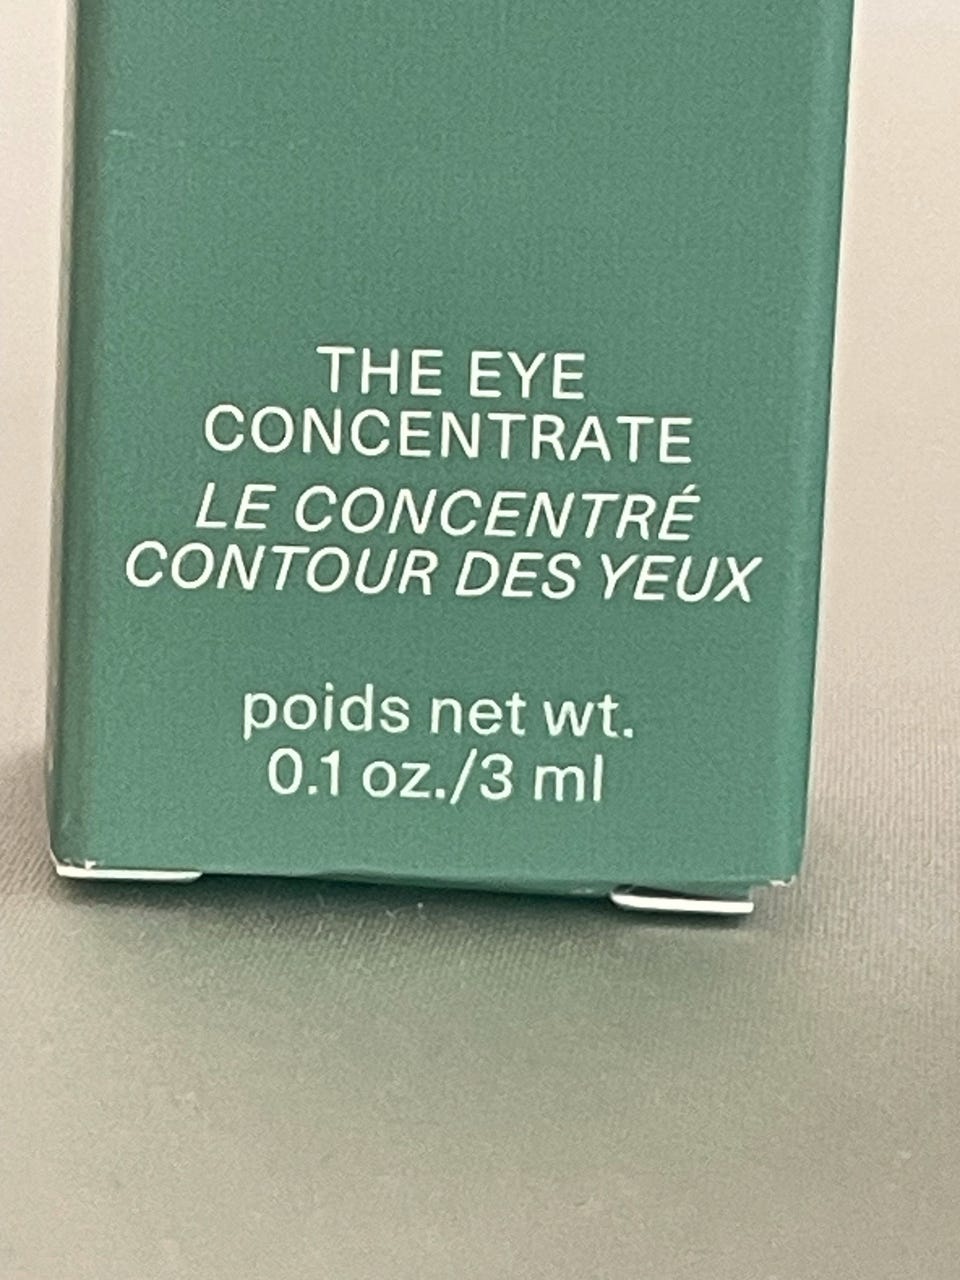 THE EYE
CONCENTRATE
LE CONCENTRÉ
CONTOUR DES YEUX
poids net wt.
0.1 oz./3 ml